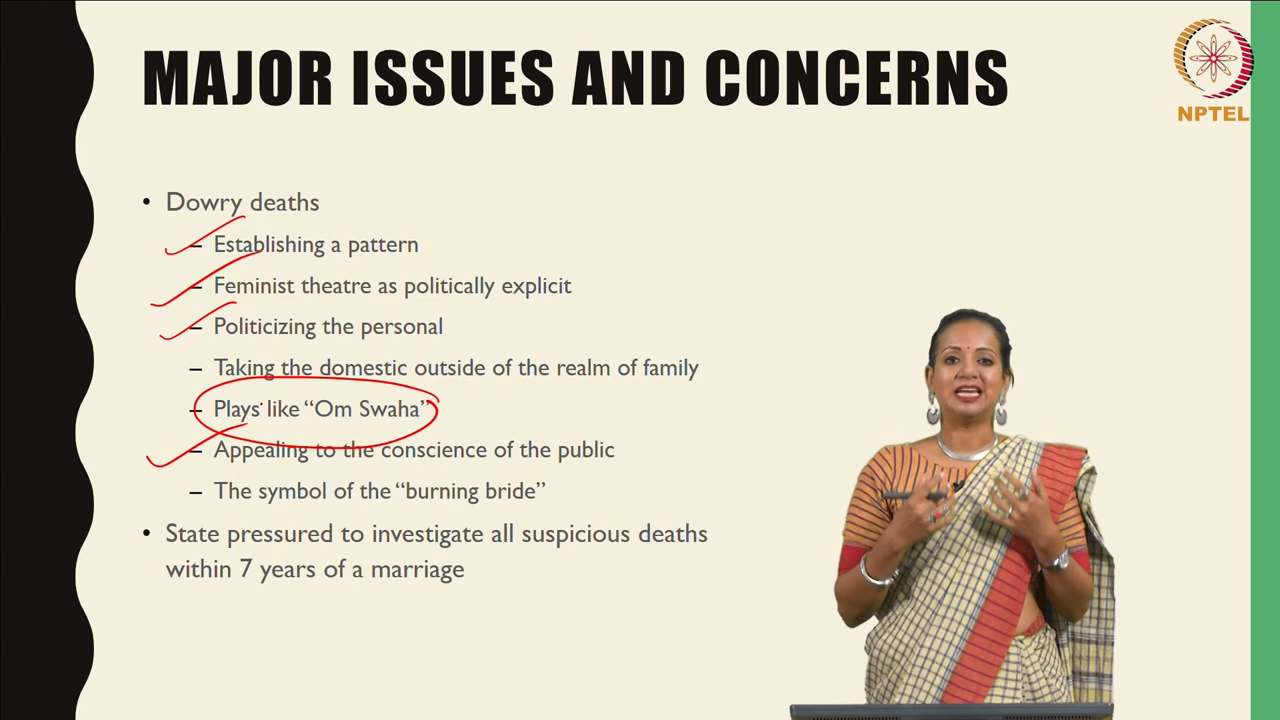 MAJOR ISSUES AND CONCERNS
NPTEL
• Dowry deaths
– Establishing a pattern
– Feminist theatre as politically explicit
– Politicizing the personal
– Taking the domestic outside of the realm of family
– Plays like “Om Swaha”
– Appealing to the conscience of the public
– The symbol of the “burning bride”
• State pressured to investigate all suspicious deaths
within 7 years of a marriage